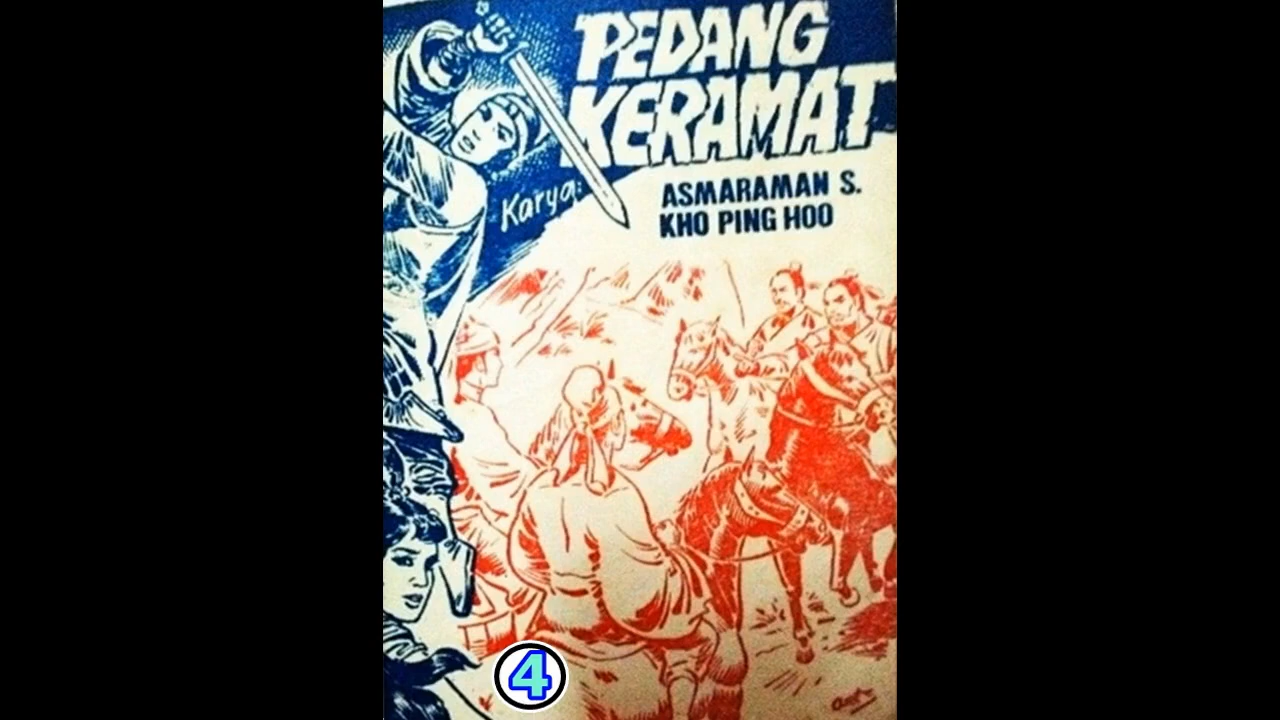 PEDANG
KERAMAT
Karya:
ASMARAMAN S.
KHO PING HOO
4